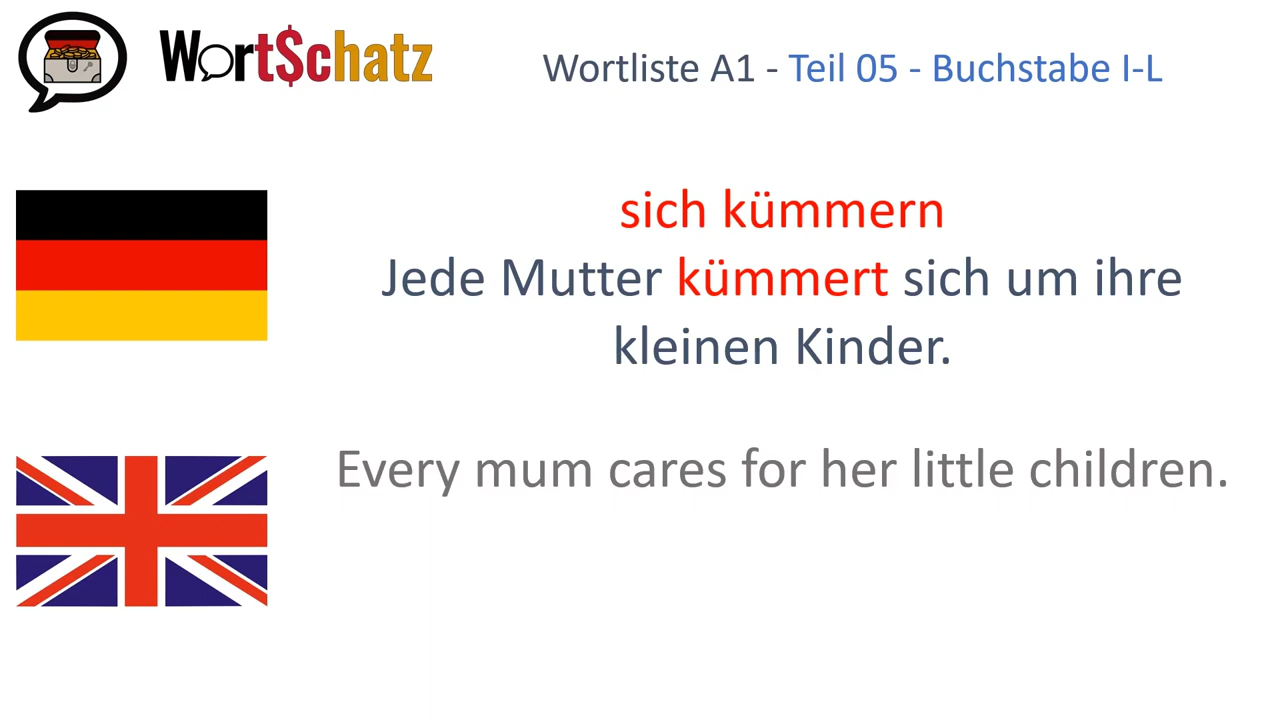 Wort$chatz
Wortliste A1 - Teil 05 - Buchstabe I-L
sich kümmern
Jede Mutter kümmert sich um ihre
kleinen Kinder.
Every mum cares for her little children.